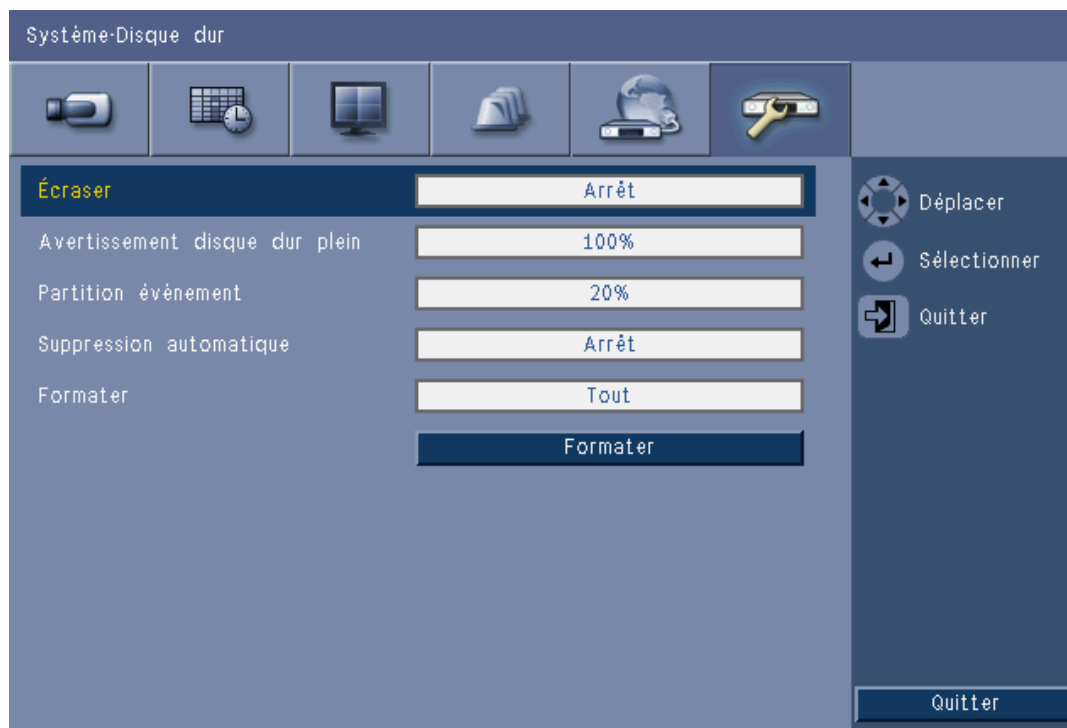 Système-Disque dur
Écraser
Arrêt
Déplacer
Avertissement disque dur plein
100%
Sélectionner
Partition évènement
20%
Quitter
Suppression automatique
Arrêt
Formater
Tout
Formater
Quitter